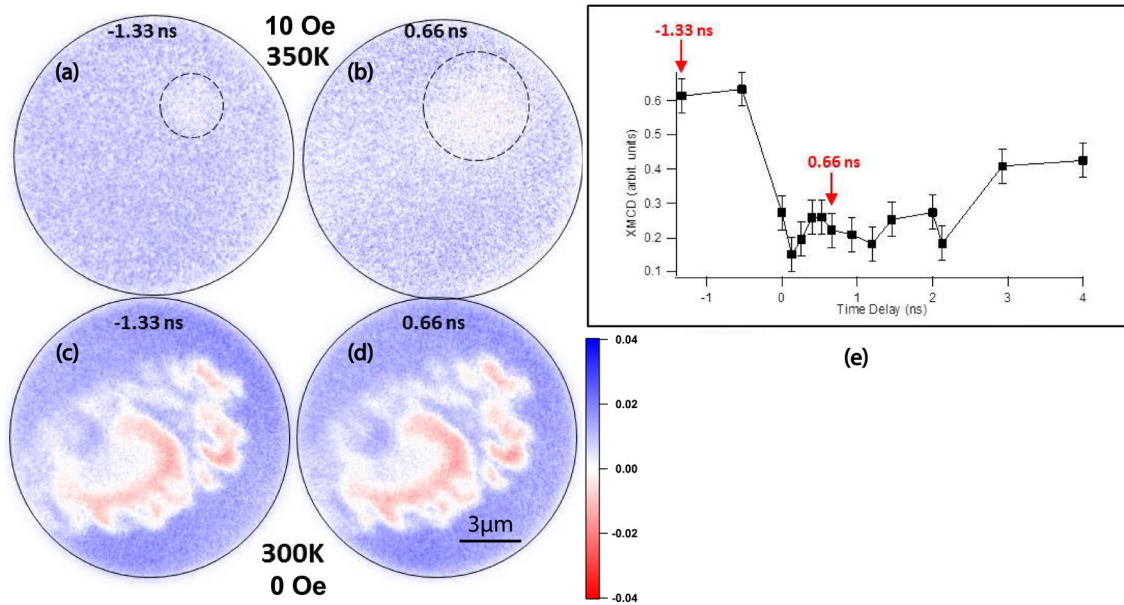 -1.33 ns
10 Oe
350K
0.66 ns
(a)
(b)
-1.33 ns
0.66 ns
(c)
(d)
3µm
300K
0 Oe
-1.33 ns
0.66 ns
XMCD (arbit. units)
0.6
0.5
0.4
0.3
0.2
0.1
-1
0
1
2
3
4
Time Delay (ns)
(e)
0.04
0.02
0.00
-0.02
-0.04